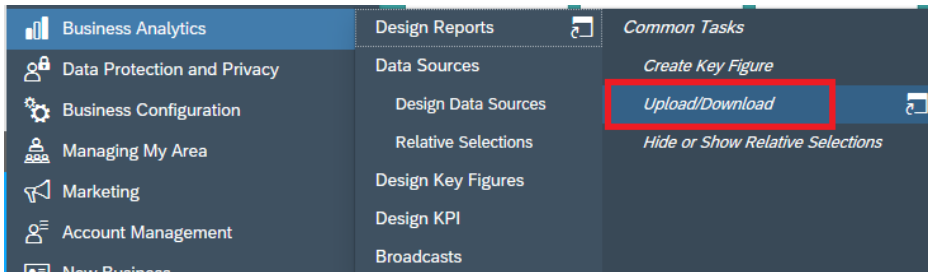 Business Analytics
Data Protection and Privacy
Business Configuration
Managing My Area
Marketing
Account Management
New Business
Design Reports
Data Sources
Design Data Sources
Relative Selections
Design Key Figures
Design KPI
Broadcasts
Common Tasks
Create Key Figure
Upload/Download
Hide or Show Relative Selections